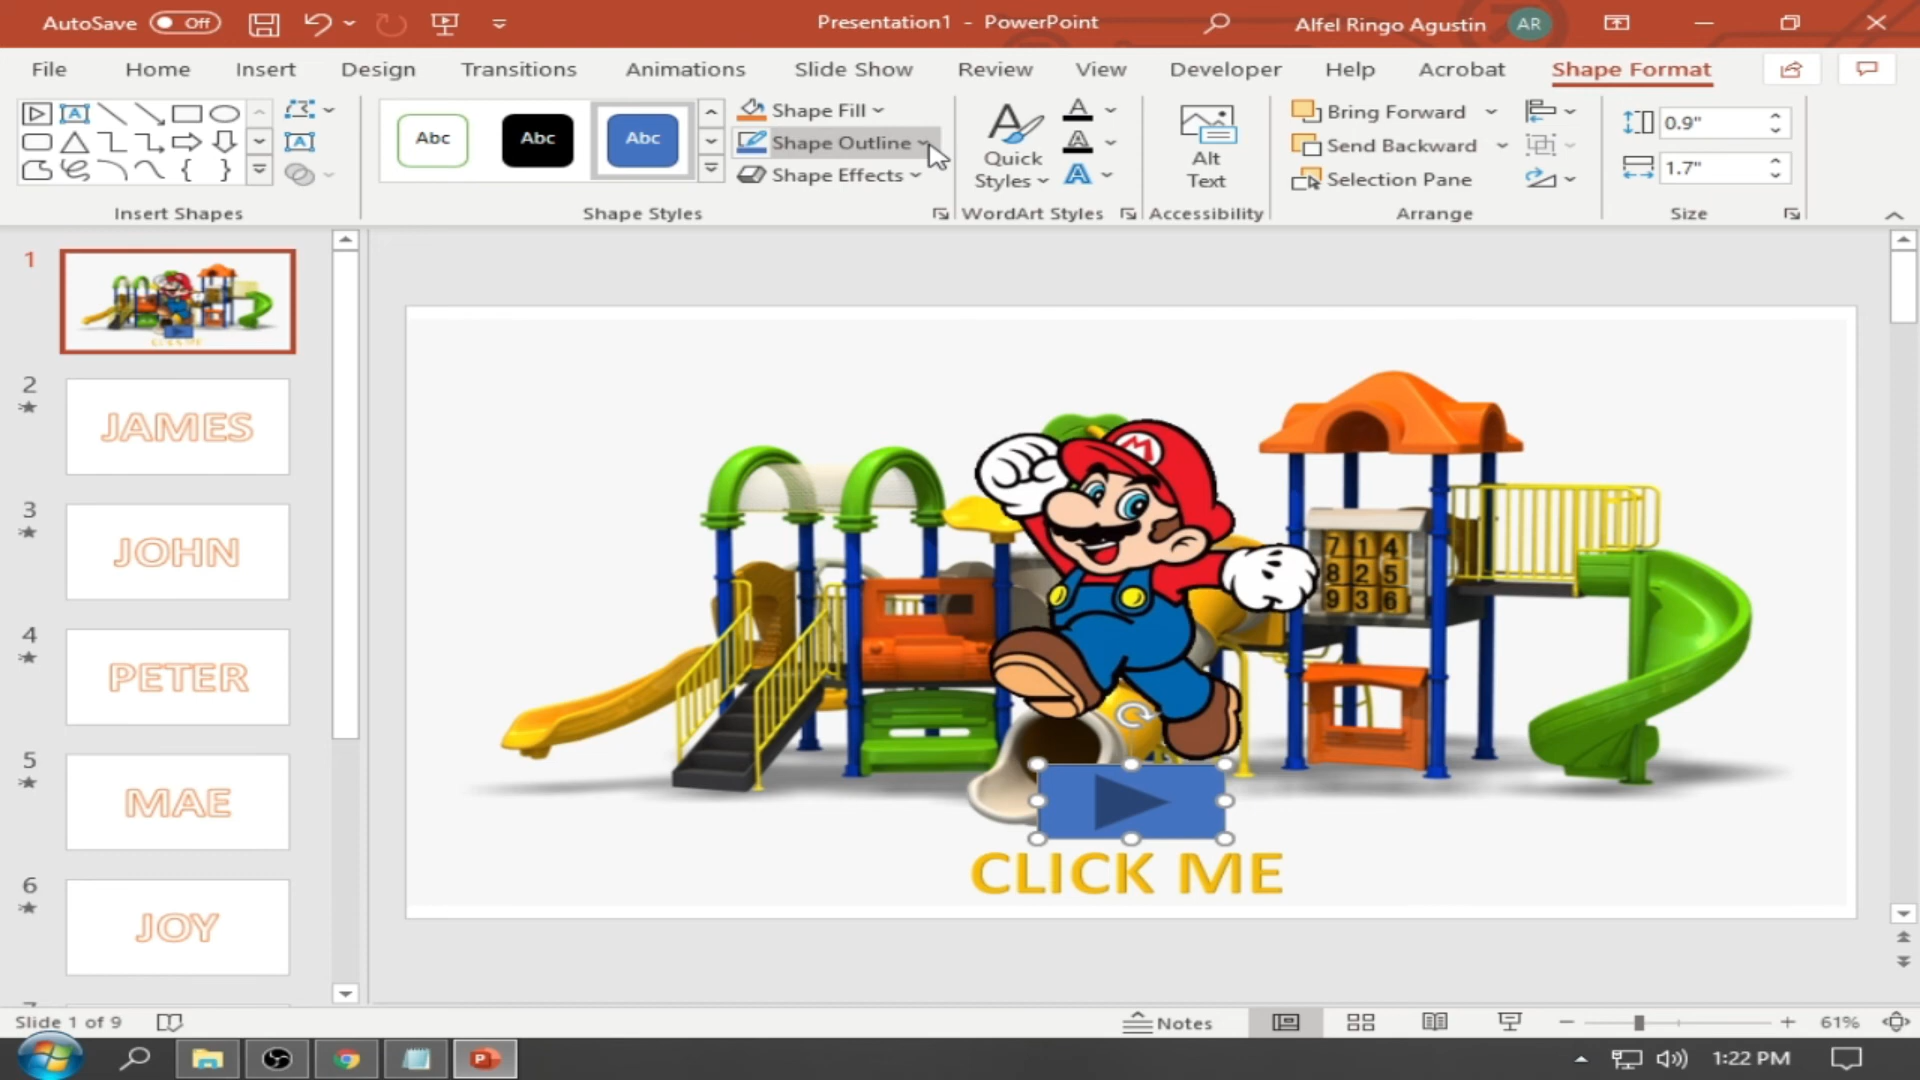 AutoSave Off Presentation1 - PowerPoint Alfel Ringo Agustin AR
File Home Insert Design Transitions Animations Slide Show Review View Developer Help Acrobat Shape Format
Abc Abc Abc
Shape Fill
Shape Outline
Shape Effects
Quick
Styles
Alt
Text
Bring Forward
Send Backward
Selection Pane
0.9"
1.7"
Insert Shapes Shape Styles WordArt Styles Accessibility Arrange Size
1
2
JAMES
3
JOHN
4
PETER
5
MAE
6
JOY
M
7 1 4
8 2 5
9 3 6
CLICK ME
Slide 1 of 9 Notes 61%
1:22 PM